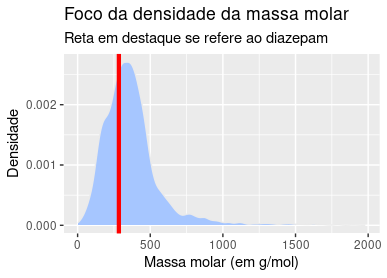 Foco da densidade da massa molar
Reta em destaque se refere ao diazepam
Densidade
0.002
0.001
0.000
0 500 1000 1500 2000
Massa molar (em g/mol)